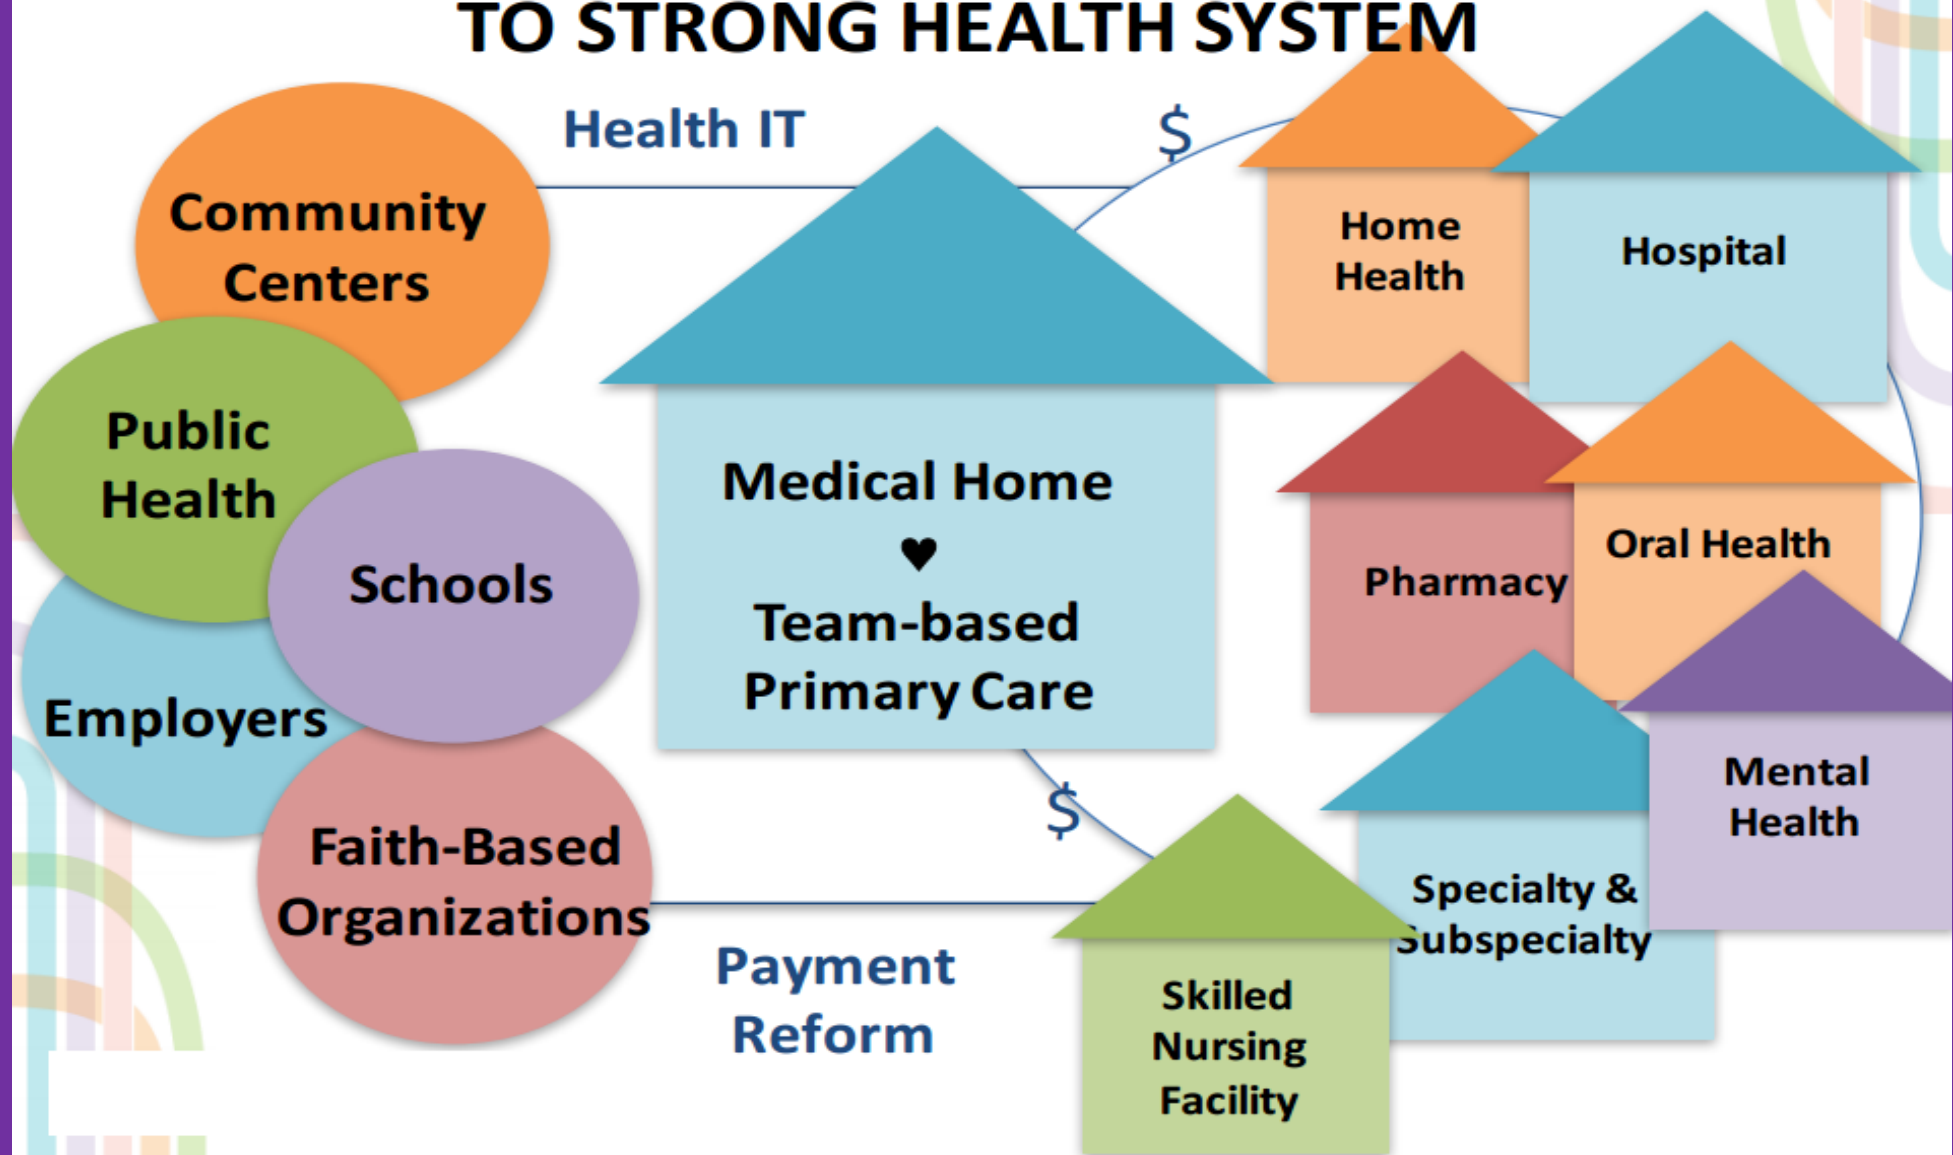 TO STRONG HEALTH SYSTEM
Health IT
$
Community
Centers
Public
Health
Schools
Employers
Faith-Based
Organizations
Medical Home
♥
Team-based
Primary Care
$
Payment
Reform
Home
Health
Hospital
Pharmacy
Oral Health
Mental
Health
Specialty &
Subspecialty
Skilled
Nursing
Facility